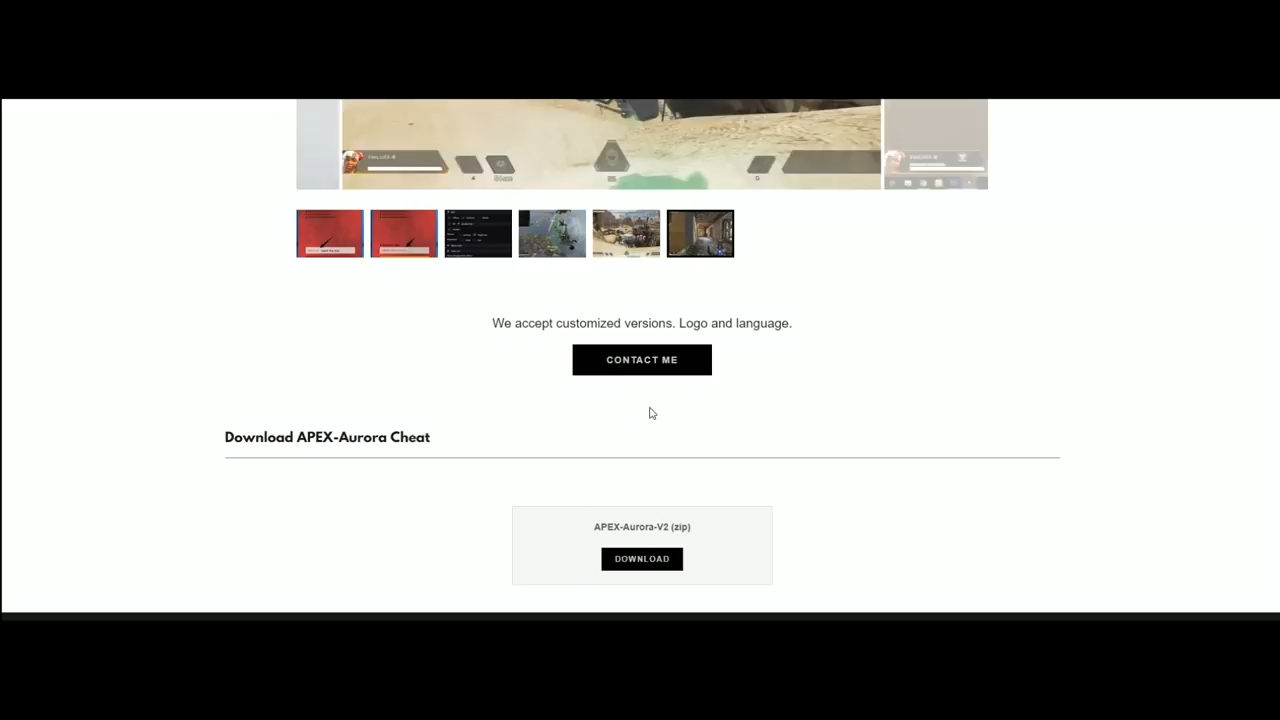 We accept customized versions. Logo and language.
CONTACT ME
Download APEX-Aurora Cheat
APEX-Aurora-V2 (zip)
DOWNLOAD